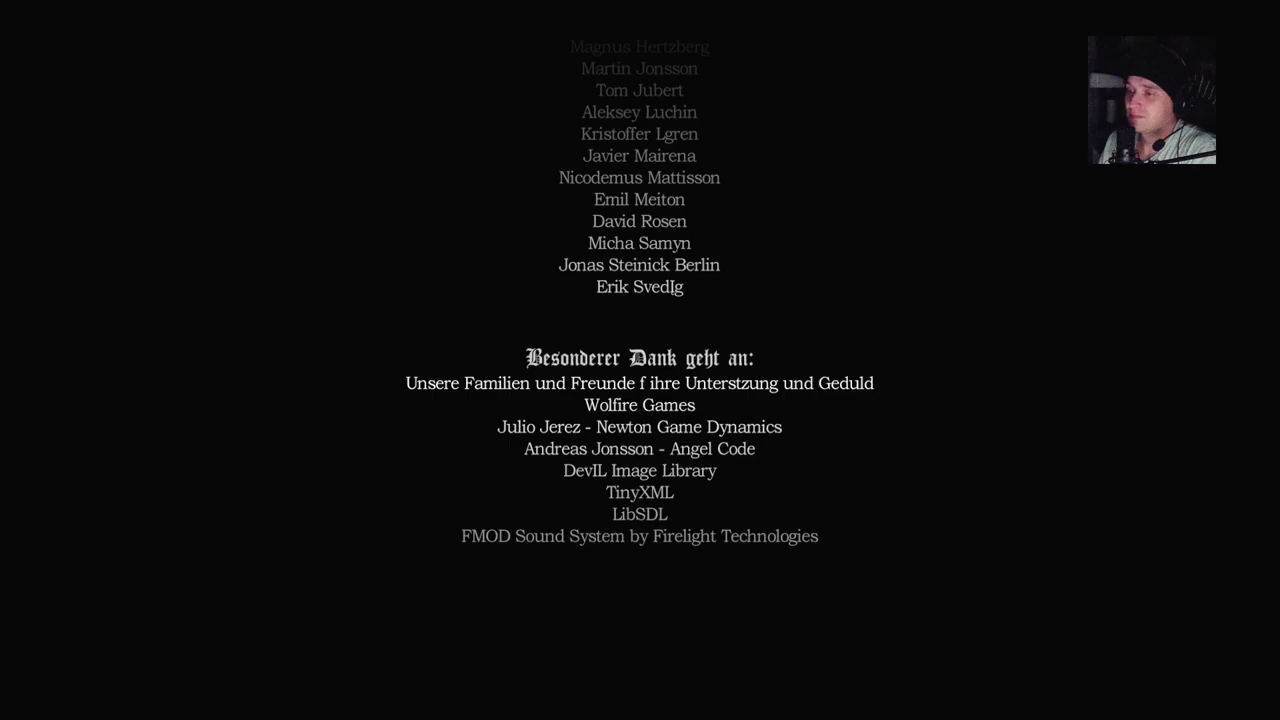 Magnus Hertzberg
Martin Jonsson
Tom Jubert
Aleksey Luchin
Kristoffer Lgren
Javier Mairena
Nicodemus Mattisson
Emil Meiton
David Rosen
Micha Samyn
Jonas Steinick Berlin
Erik SvedIg
Besonderer Dank geht an:
Unsere Familien und Freunde f ihre Unterstzung und Geduld
Wolfire Games
Julio Jerez - Newton Game Dynamics
Andreas Jonsson - Angel Code
DevIL Image Library
TinyXML
LibSDL
FMOD Sound System by Firelight Technologies